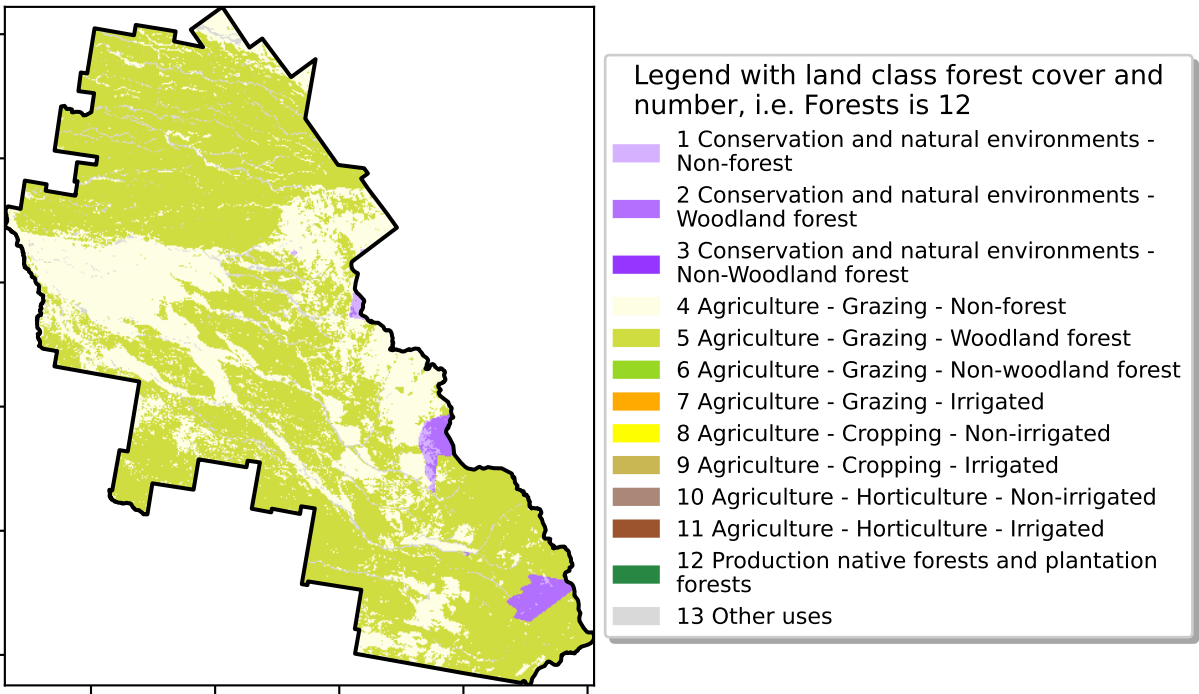 Legend with land class forest cover and
number, i.e. Forests is 12
1 Conservation and natural environments -
Non-forest
2 Conservation and natural environments -
Woodland forest
3 Conservation and natural environments -
Non-Woodland forest
4 Agriculture - Grazing - Non-forest
5 Agriculture - Grazing - Woodland forest
6 Agriculture - Grazing - Non-woodland forest
7 Agriculture - Grazing - Irrigated
8 Agriculture - Cropping - Non-irrigated
9 Agriculture - Cropping - Irrigated
10 Agriculture - Horticulture - Non-irrigated
11 Agriculture - Horticulture - Irrigated
12 Production native forests and plantation
forests
13 Other uses